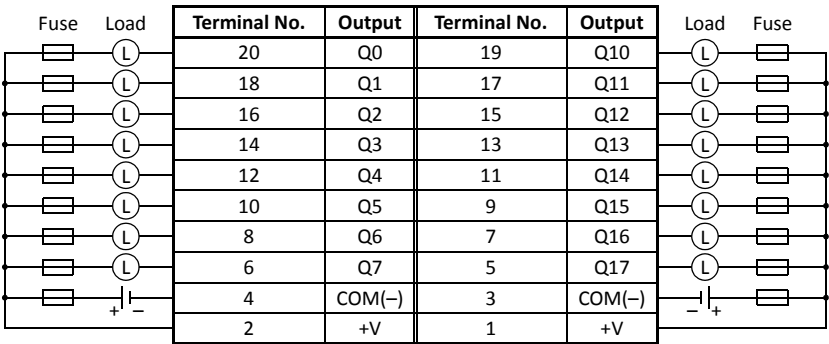 Fuse Load Terminal No. Output Terminal No. Output Load Fuse
L 20 Q0 19 Q10 L
L 18 Q1 17 Q11 L
L 16 Q2 15 Q12 L
L 14 Q3 13 Q13 L
L 12 Q4 11 Q14 L
L 10 Q5 9 Q15 L
L 8 Q6 7 Q16 L
L 6 Q7 5 Q17 L
+ – 4 COM(–) 3 COM(–) – +
2 +V 1 +V